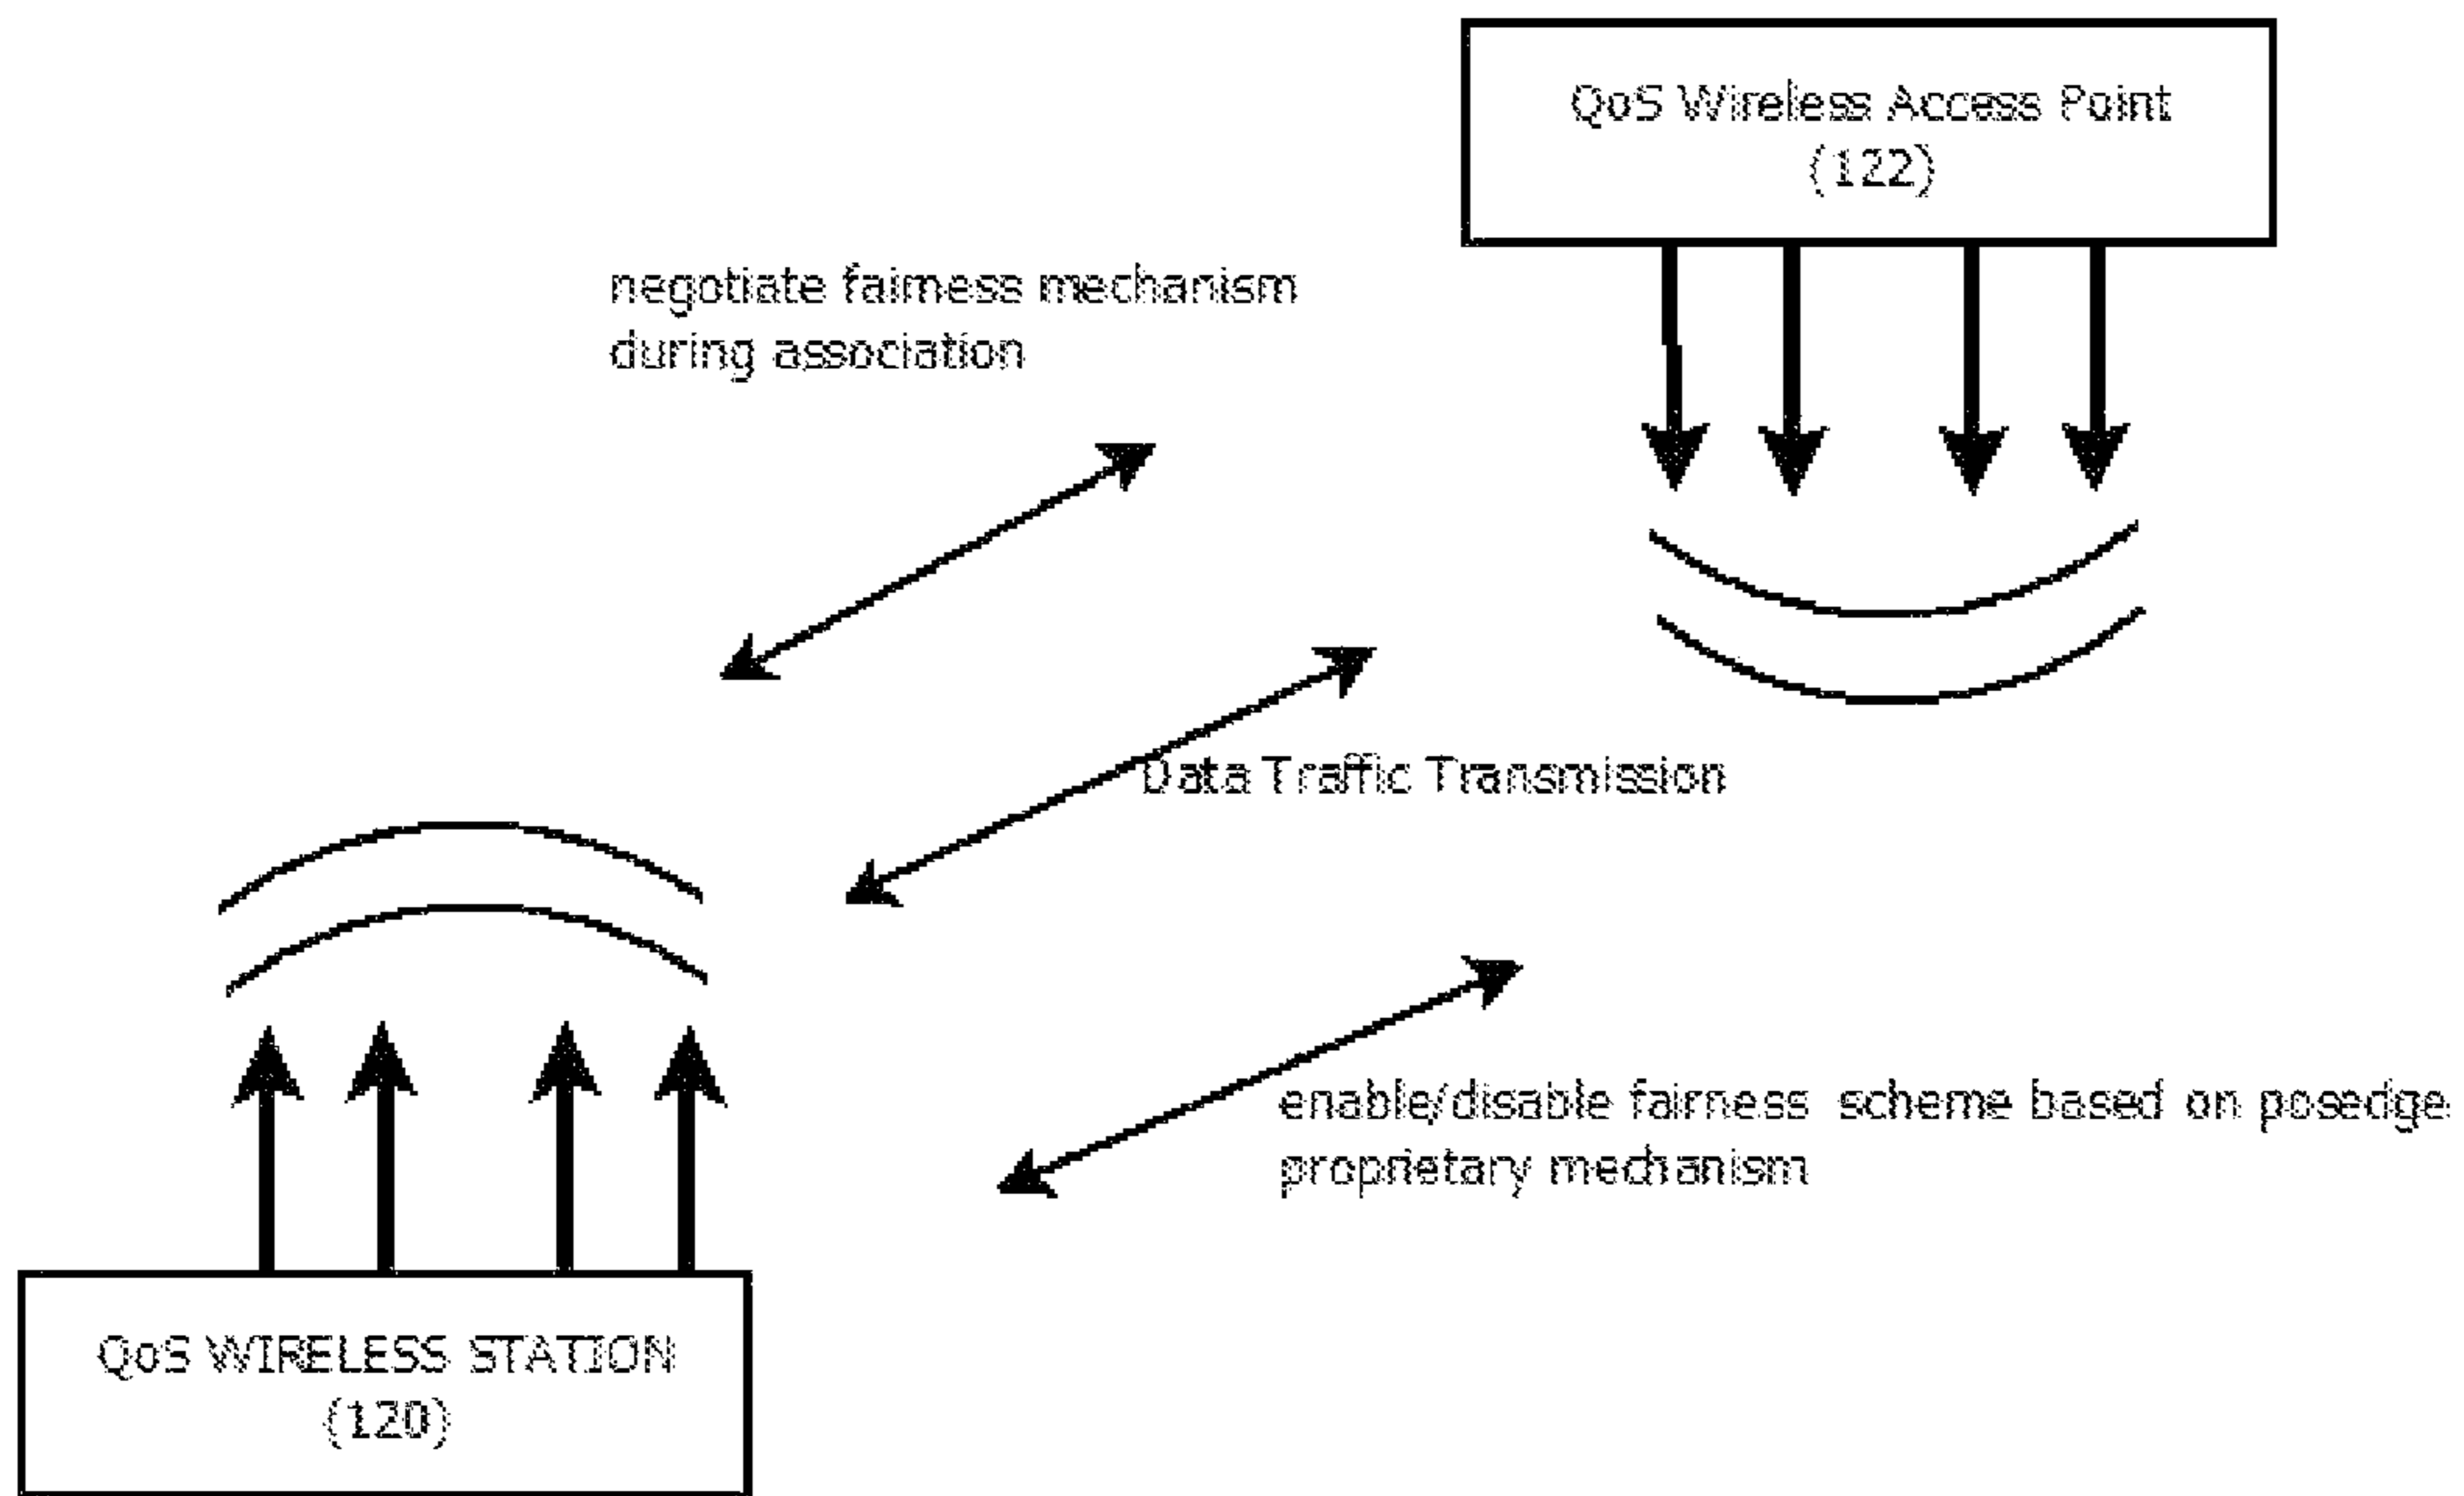 QoS Wireless Access Point
(122)
negotiate fairness mechanism
during association
Data Traffic Transmission
enable/disable fairness scheme based on posedge
proprietary mechanism
QoS WIRELESS STATION
(120)